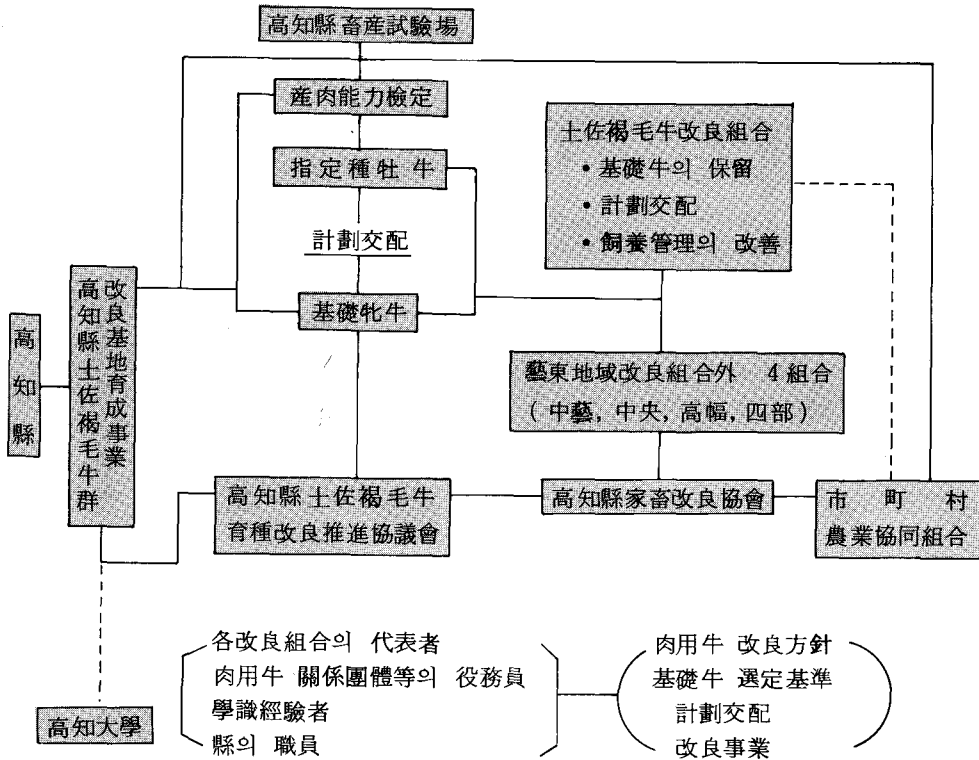 高知縣畜産試驗場
産肉能力檢定
指定種牡 牛
計劃交配
基礎牝牛
土佐褐毛牛改良組合
• 基礎牛의 保留
• 計劃交配
• 飼養管理의 改善
高知縣
高知縣土佐褐毛牛群
改良基地育成事業
藝東地域改良組合外 4組合
( 中藝, 中央, 高幅, 四部 )
高知縣土佐褐毛牛
育種改良推進協議會
高知縣家畜改良協會
市 町 村
農業協同組合
高知大學
各改良組合의 代表者
肉用牛 關係團體等의 役務員
學識經驗者
縣의 職員
肉用牛 改良方針
基礎牛 選定基準
計劃交配
改良事業